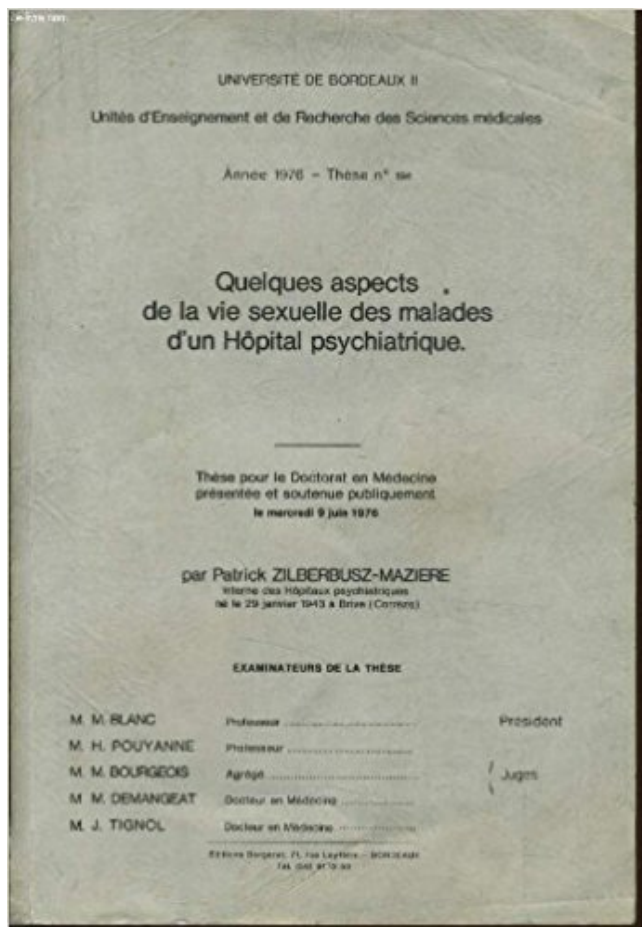 UNIVERSITÉ DE BORDEAUX II
Unités d'Enseignement et de Recherche des Sciences médicales
Année 1976 – Thèse n°
Quelques aspects
de la vie sexuelle des malades
d'un Hôpital psychiatrique.
Thèse pour le Doctorat en Médecine
présentée et soutenue publiquement
le mercredi 9 juin 1976
par Patrick ZILBERBUSZ-MAZIERE
Interne des Hôpitaux psychiatriques
né le 29 janvier 1943 à Brive (Corrèze)
EXAMINATEURS DE LA THÈSE
M. M. BLANC Professeur Président
M. H. POUYANNE Professeur
M. M. BOURGEOIS Agrégé Juges
M. M. DEMANGEAT Docteur en Médecine
M. J. TIGNOL Docteur en Médecine
Editions Bergeret, 71, rue – BORDEAUX
Tél.